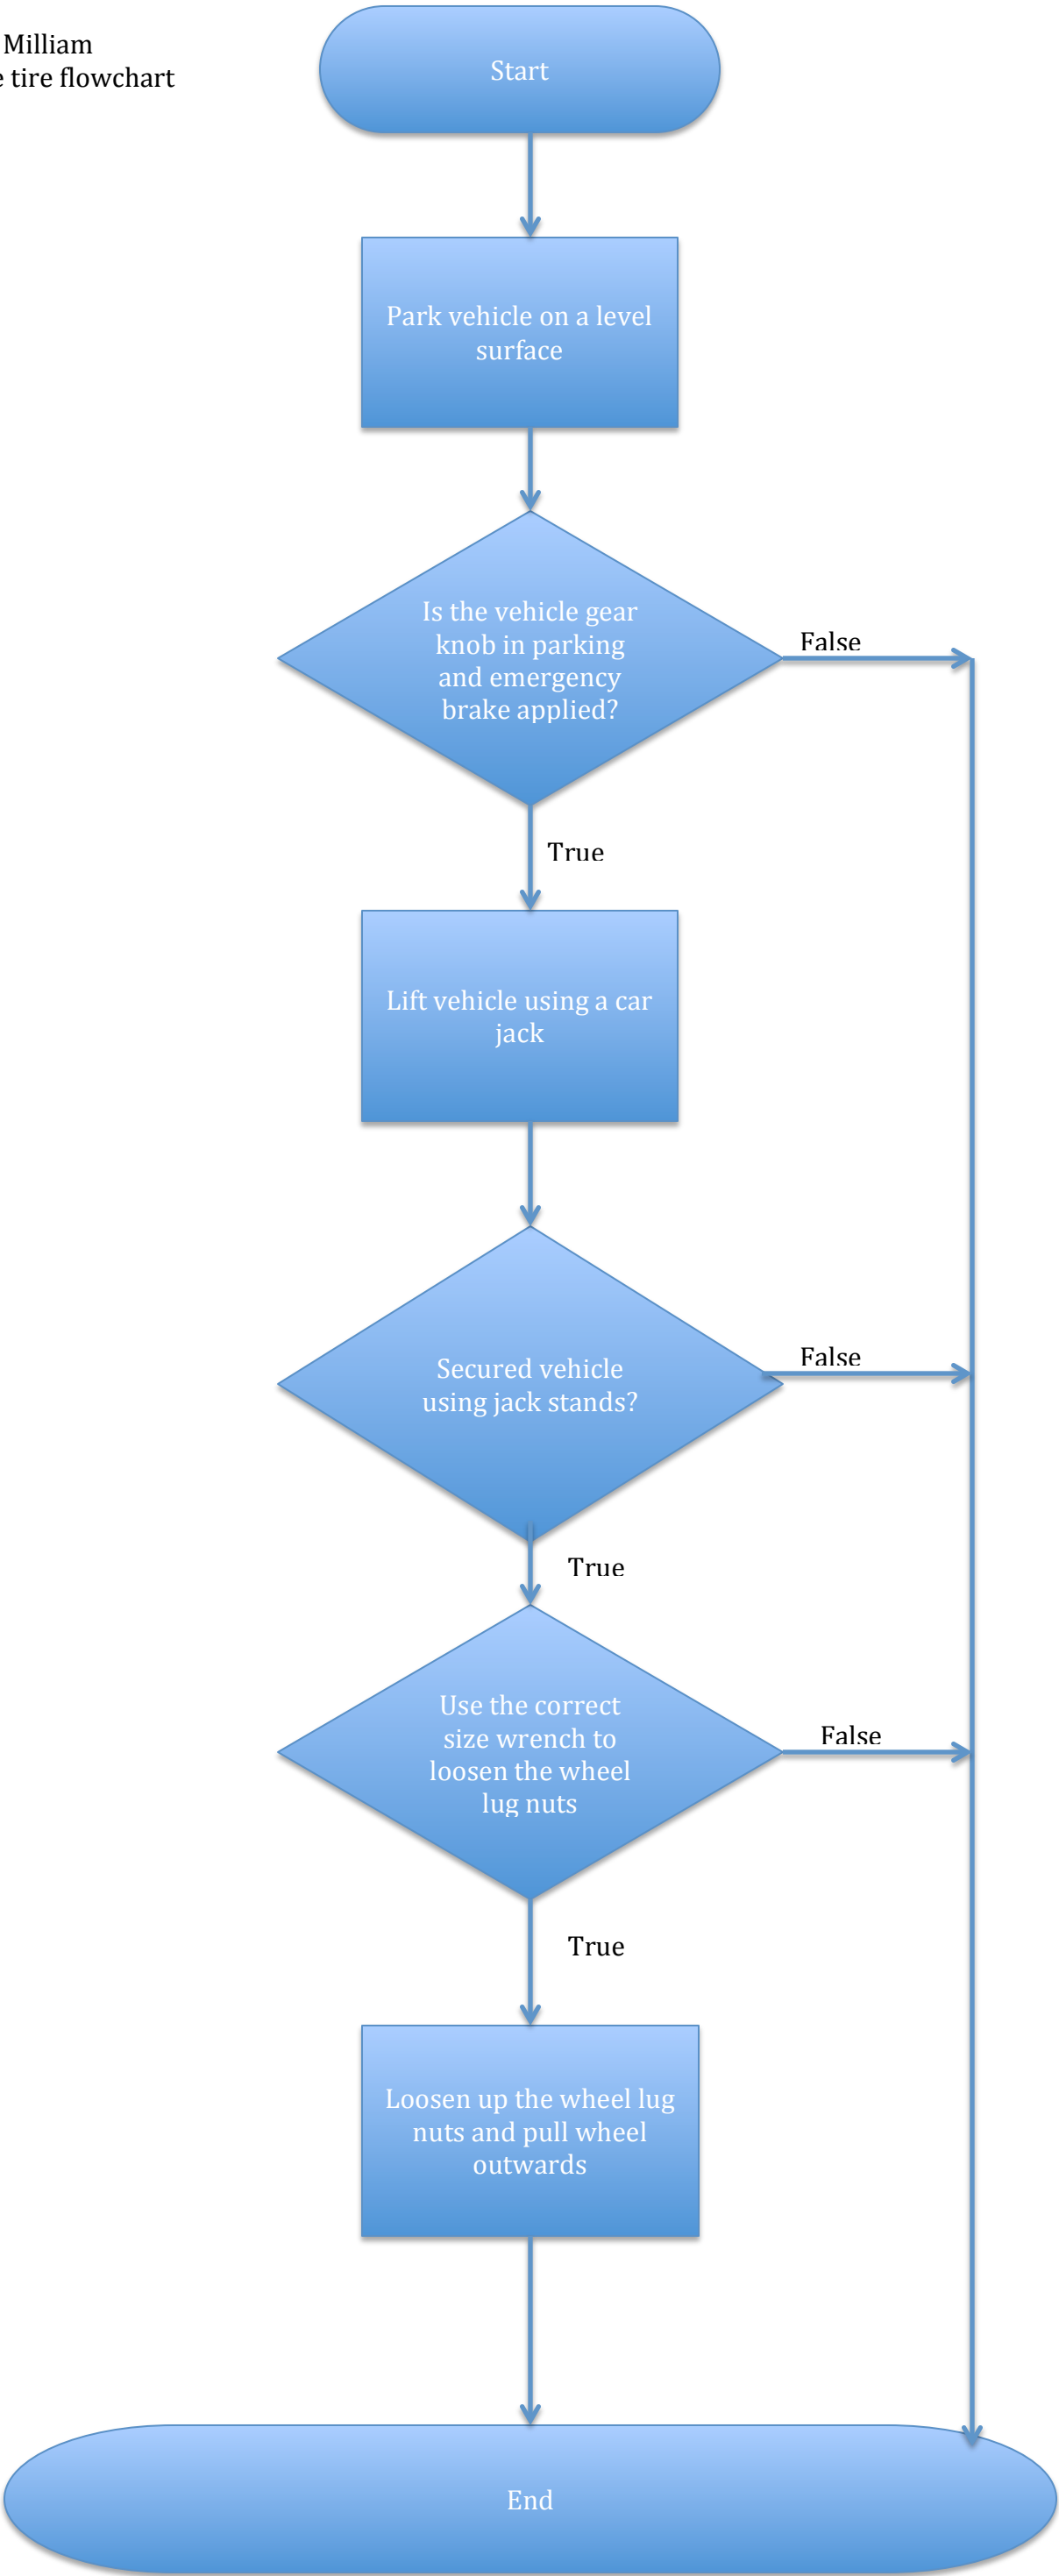 Milliam
e tire flowchart
Start
Park vehicle on a level
surface
Is the vehicle gear
knob in parking
and emergency
brake applied?
False
True
Lift vehicle using a car
jack
Secured vehicle
using jack stands?
False
True
Use the correct
size wrench to
loosen the wheel
lug nuts
False
True
Loosen up the wheel lug
nuts and pull wheel
outwards
End